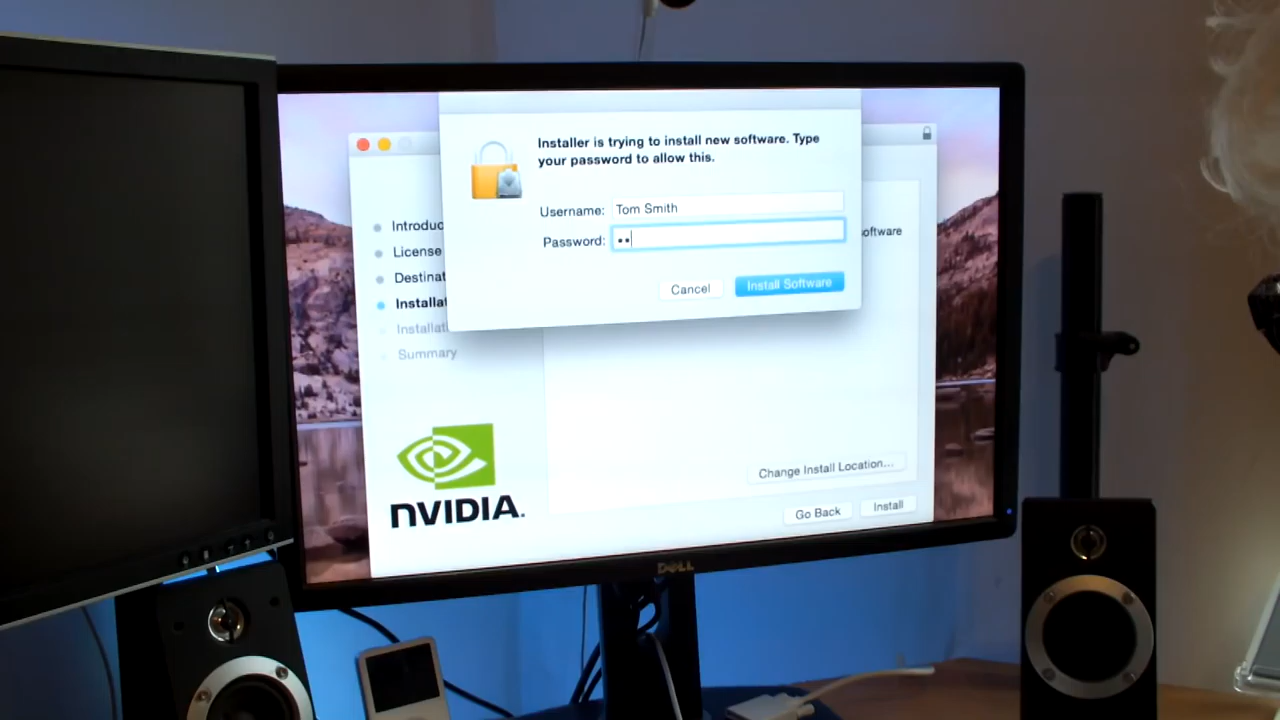 Installer is trying to install new software. Type
your password to allow this.
Username: Tom Smith
Password:
Cancel
Install Software
Introduc
License
Destinat
Installat
Installat
Summary
oftware
NVIDIA.
Change Install Location...
Go Back
Install
DELL